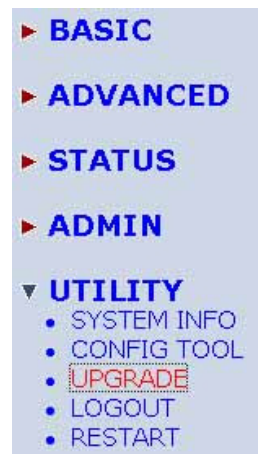 BASIC
ADVANCED
STATUS
ADMIN
UTILITY
SYSTEM INFO
CONFIG TOOL
UPGRADE
LOGOUT
RESTART